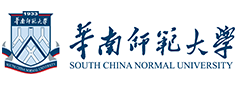 1933
華南師範大學
SOUTH CHINA NORMAL UNIVERSITY